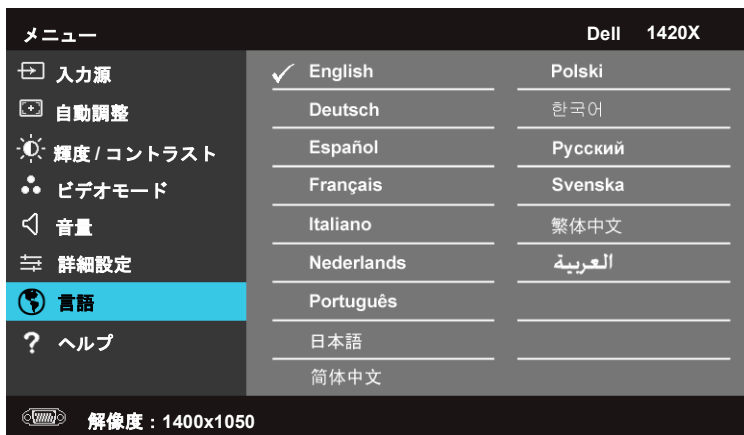 メニュー
Dell 1420X
入力源
自動調整
輝度 / コントラスト
ビデオモード
音量
詳細設定
言語
ヘルプ
English
Deutsch
Español
Français
Italiano
Nederlands
Português
日本語
简体中文
Polski
한국어
Русский
Svenska
繁体中文
العربية
解像度：1400x1050